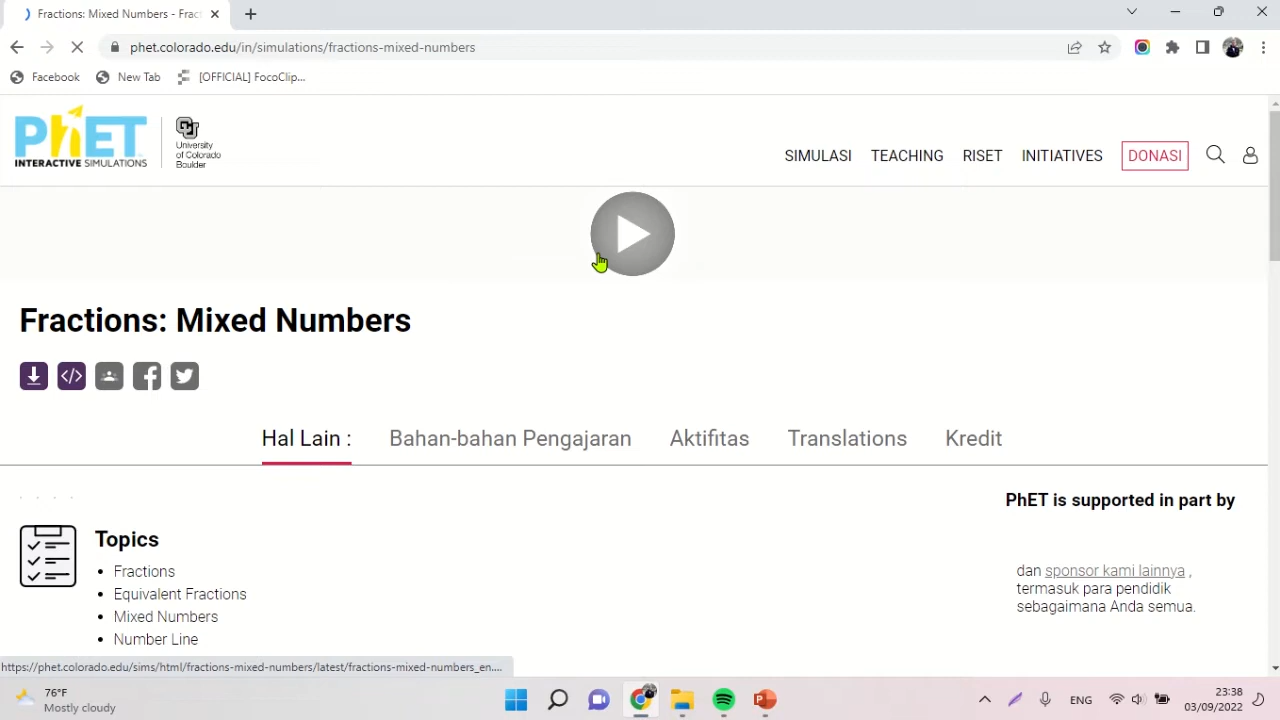 Fractions: Mixed Numbers - Frac
phet.colorado.edu/in/simulations/fractions-mixed-numbers
Facebook
New Tab
[OFFICIAL] FocoClip...
PhET
INTERACTIVE SIMULATIONS
University
of Colorado
Boulder
SIMULASI
TEACHING
RISET
INITIATIVES
DONASI
Fractions: Mixed Numbers
Hal Lain :
Bahan-bahan Pengajaran
Aktifitas
Translations
Kredit
Topics
Fractions
Equivalent Fractions
Mixed Numbers
Number Line
PhET is supported in part by
dan sponsor kami lainnya ,
termasuk para pendidik
sebagaimana Anda semua.
https://phet.colorado.edu/sims/html/fractions-mixed-numbers/latest/fractions-mixed-numbers_en....
76°F
Mostly cloudy
ENG
23:38
03/09/2022